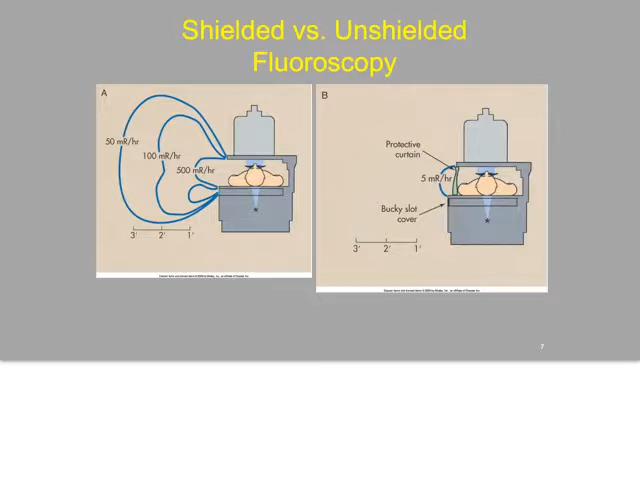 Shielded vs. Unshielded
Fluoroscopy
A
50 mR/hr
100 mR/hr
500 mR/hr
3' 2' 1'
B
Protective
curtain
5 mR/hr
Bucky slot
cover
3' 2' 1'
7